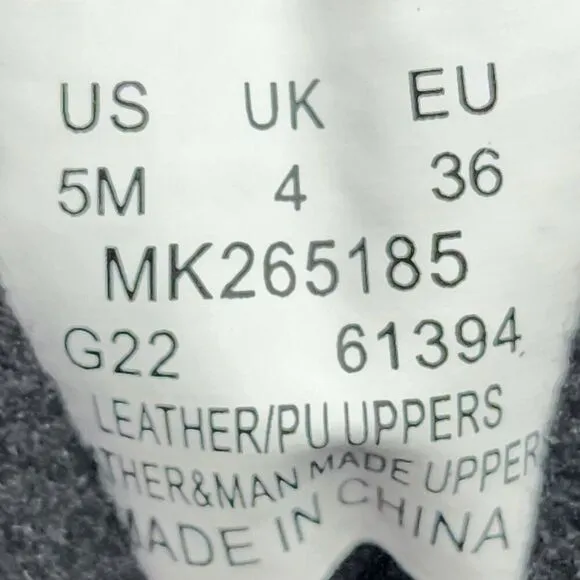 US UK EU
5M 4 36
MK265185
G22 61394
LEATHER/PU UPPERS
THER&MAN MADE UPPER
MADE IN CHINA